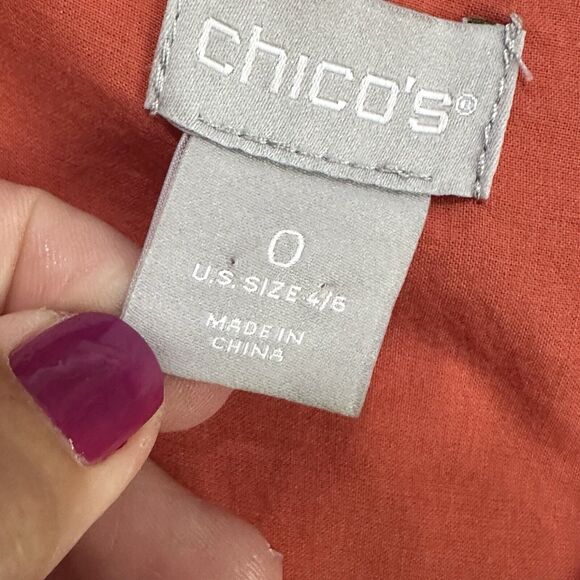 chico's®
0
U.S. SIZE 4/6
MADE IN
CHINA